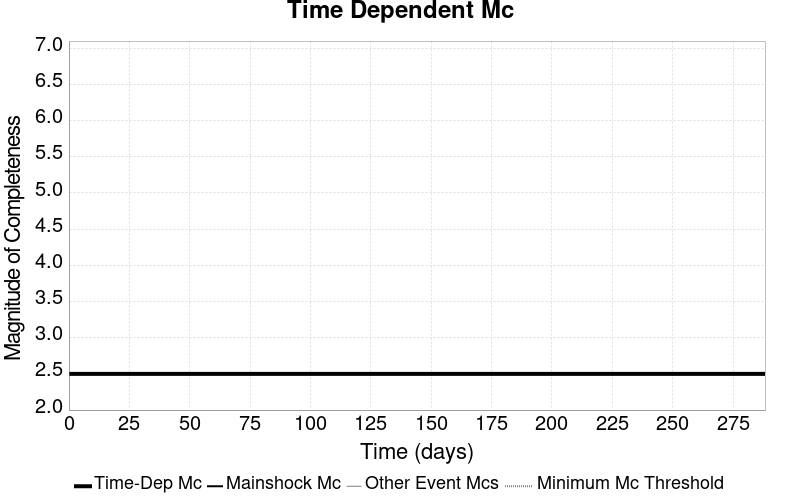 Time Dependent Mc
Magnitude of Completeness
7.0
6.5
6.0
5.5
5.0
4.5
4.0
3.5
3.0
2.5
2.0
0 25 50 75 100 125 150 175 200 225 250 275
Time (days)
Time-Dep Mc Mainshock Mc Other Event Mcs Minimum Mc Threshold